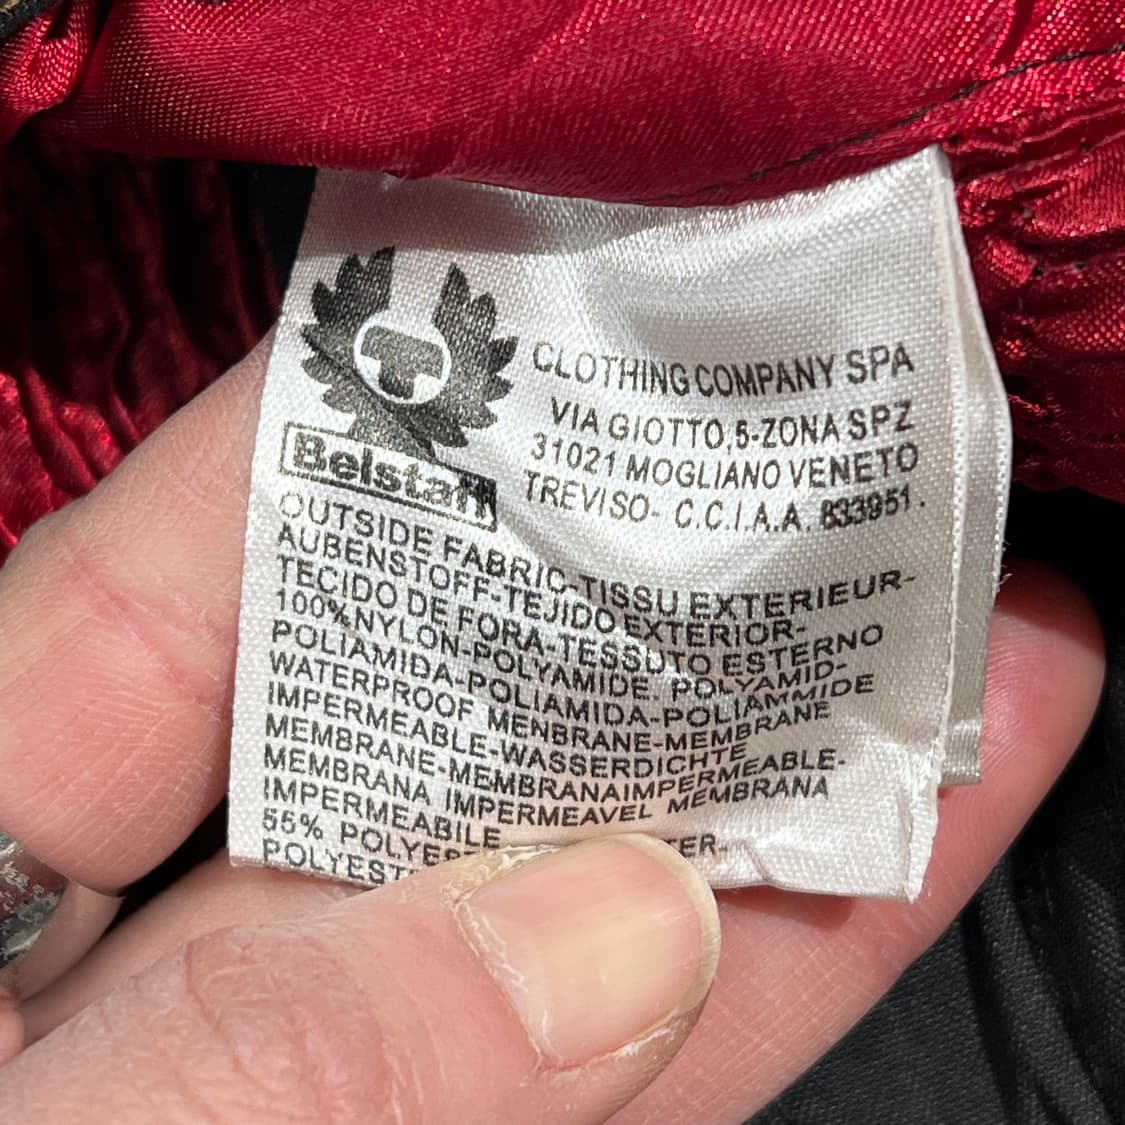 Belstaff
CLOTHING COMPANY SPA
VIA GIOTTO,5-ZONA SPZ
31021 MOGLIANO VENETO
TREVISO- C.C.I.A.A. 833951.
OUTSIDE FABRIC-TISSU EXTERIEUR-
AUBENSTOFF-TEJIDO EXTERIOR-
TECIDO DE FORA-TESSUTO ESTERNO
100%NYLON-POLYAMIDE. POLYAMID-
POLIAMIDA-POLIAMIDA-POLIAMMIDE
WATERPROOF MENBRANE-MEMBRANE
IMPERMEABLE-WASSERDICHTE
MEMBRANE-MEMBRANAIMPERMEABLE-
MEMBRANA IMPERMEAVEL MEMBRANA
IMPERMEABILE
55%